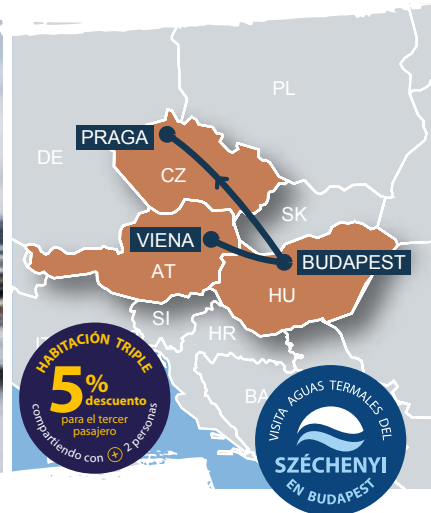 PL
PRAGA
DE
CZ
SK
VIENA
BUDAPEST
AT
HU
SI
HR
HABITACIÓN TRIPLE
5%
descuento
para el tercer
pasajero
compartiendo con + 2 personas
BA
VISITA AGUAS TERMALES DEL
SZÉCHENYI
EN BUDAPEST